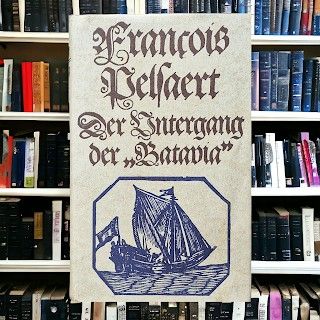 François
Pelsaert
Der Untergang
der „Batavia”